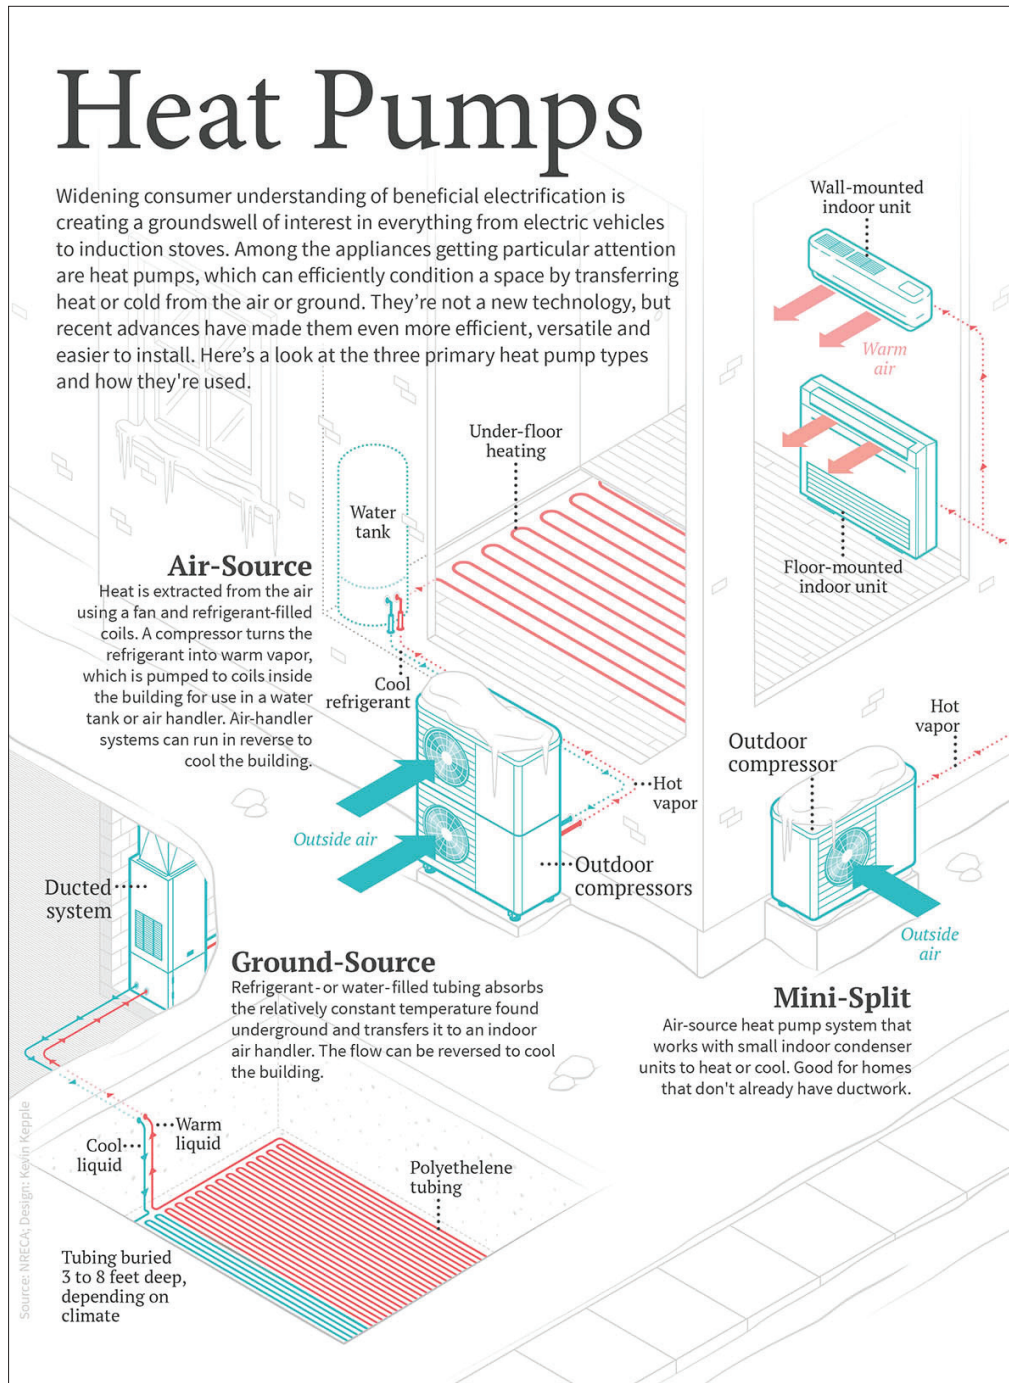 Heat Pumps
Widening consumer understanding of beneficial electrification is
creating a groundswell of interest in everything from electric vehicles
to induction stoves. Among the appliances getting particular attention
are heat pumps, which can efficiently condition a space by transferring
heat or cold from the air or ground. They’re not a new technology, but
recent advances have made them even more efficient, versatile and
easier to install. Here’s a look at the three primary heat pump types
and how they're used.
Wall-mounted
indoor unit
Warm
air
Floor-mounted
indoor unit
Under-floor
heating
Water
tank
Air-Source
Heat is extracted from the air
using a fan and refrigerant-filled
coils. A compressor turns the
refrigerant into warm vapor,
which is pumped to coils inside
the building for use in a water
tank or air handler. Air-handler
systems can run in reverse to
cool the building.
Cool
refrigerant
Hot
vapor
Outside air
Outdoor
compressors
Outdoor
compressor
Hot
vapor
Outside
air
Mini-Split
Air-source heat pump system that
works with small indoor condenser
units to heat or cool. Good for homes
that don't already have ductwork.
Ducted
system
Ground-Source
Refrigerant- or water-filled tubing absorbs
the relatively constant temperature found
underground and transfers it to an indoor
air handler. The flow can be reversed to cool
the building.
Warm
liquid
Cool
liquid
Polyethelene
tubing
Tubing buried
3 to 8 feet deep,
depending on
climate
Source: NRECA; Design: Kevin Kepple